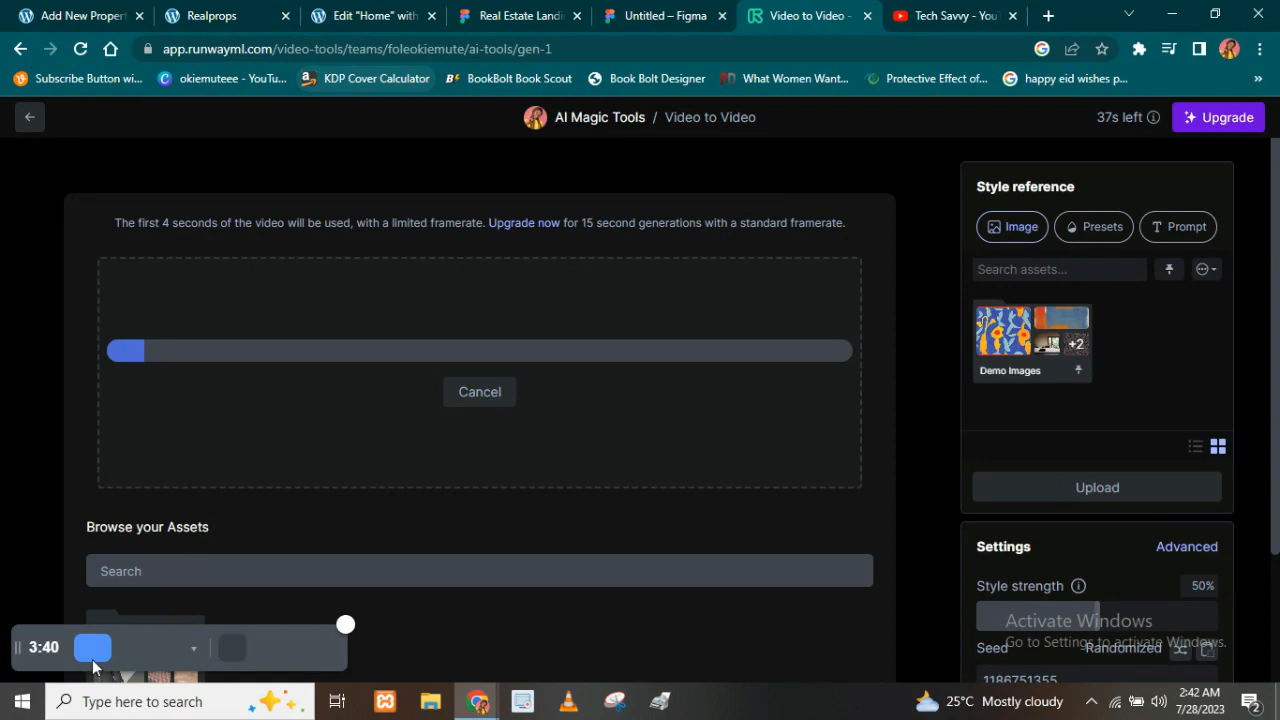 Add New Propert
Realprops
Edit "Home" with
Real Estate Landi
Untitled – Figma
Video to Video -
Tech Savvy - You
app.runwayml.com/video-tools/teams/foleokiemute/ai-tools/gen-1
Subscribe Button wi...
okiemuteee - YouTu...
KDP Cover Calculator
BookBolt Book Scout
Book Bolt Designer
What Women Want...
Protective Effect of...
happy eid wishes p...
AI Magic Tools / Video to Video
37s left
Upgrade
The first 4 seconds of the video will be used, with a limited framerate. Upgrade now for 15 second generations with a standard framerate.
Cancel
Browse your Assets
Search
Style reference
Image
Presets
Prompt
Search assets...
+2
Demo Images
Upload
Settings
Advanced
Style strength
50%
Activate Windows
Go to Settings to activate Windows.
Seed
Randomized
1186751355
3:40
Type here to search
25°C Mostly cloudy
2:42 AM
7/28/2023
2